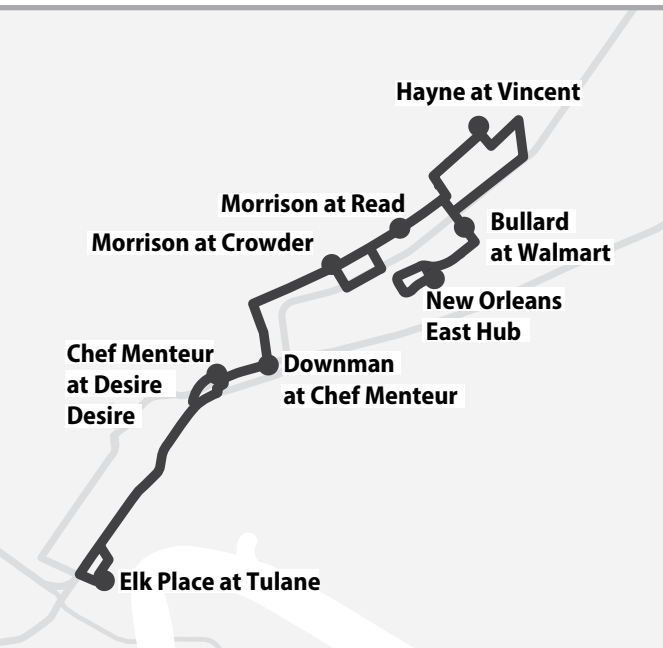 Hayne at Vincent
Morrison at Read
Bullard
at Walmart
Morrison at Crowder
New Orleans
East Hub
Chef Menteur
at Desire
Desire
Downman
at Chef Menteur
Elk Place at Tulane